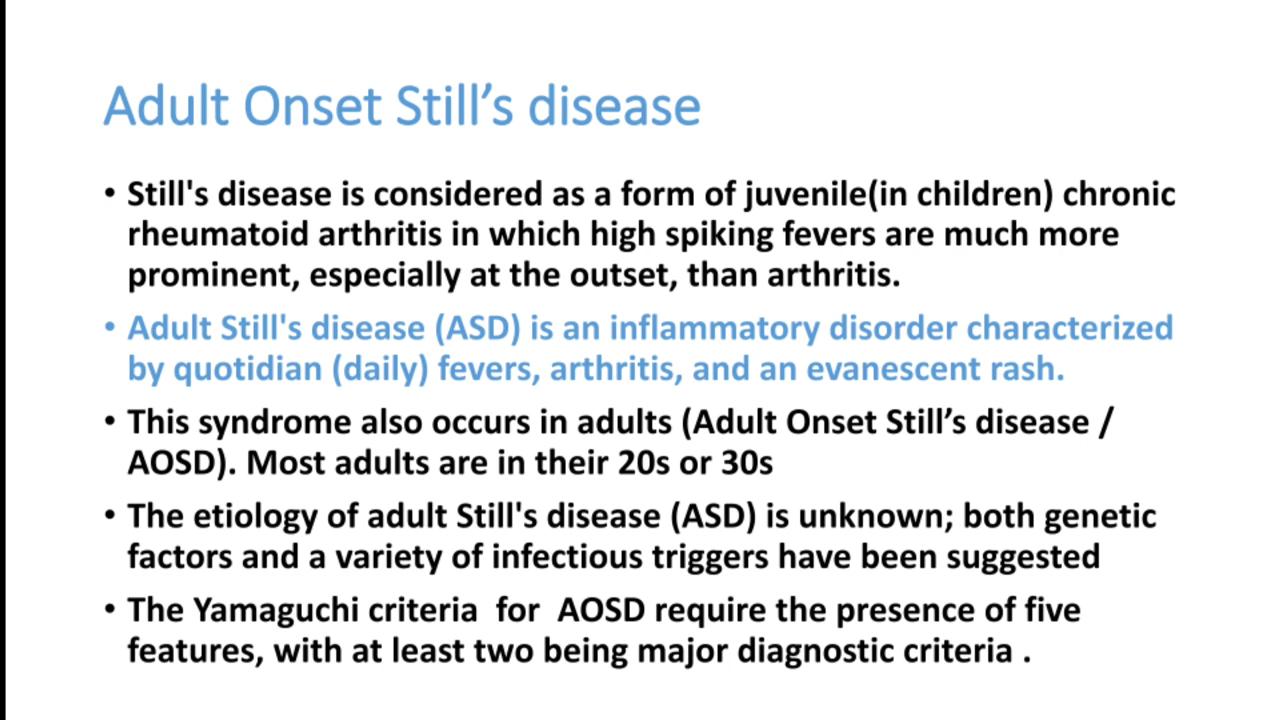 Adult Onset Still’s disease
• Still's disease is considered as a form of juvenile(in children) chronic
rheumatoid arthritis in which high spiking fevers are much more
prominent, especially at the outset, than arthritis.
• Adult Still's disease (ASD) is an inflammatory disorder characterized
by quotidian (daily) fevers, arthritis, and an evanescent rash.
• This syndrome also occurs in adults (Adult Onset Still’s disease /
AOSD). Most adults are in their 20s or 30s
• The etiology of adult Still's disease (ASD) is unknown; both genetic
factors and a variety of infectious triggers have been suggested
• The Yamaguchi criteria  for  AOSD require the presence of five
features, with at least two being major diagnostic criteria .